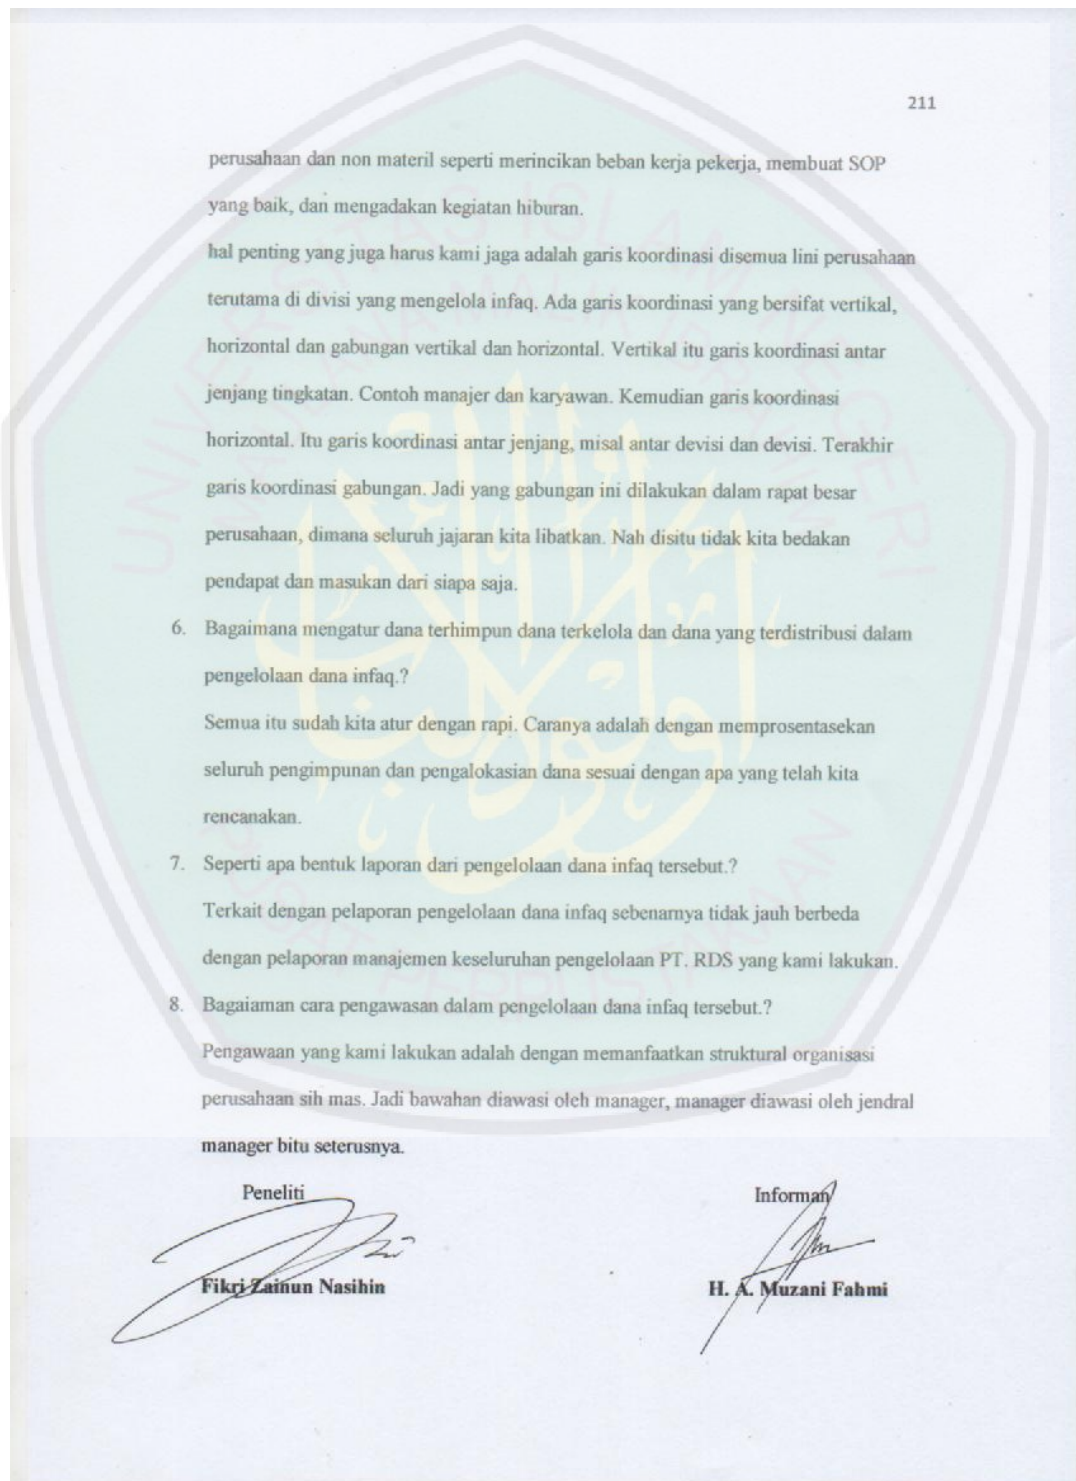 211
perusahaan dan non materil seperti merincikan beban kerja pekerja, membuat SOP
yang baik, dan mengadakan kegiatan hiburan.
hal penting yang juga harus kami jaga adalah garis koordinasi disemua lini perusahaan
terutama di divisi yang mengelola infaq. Ada garis koordinasi yang bersifat vertikal,
horizontal dan gabungan vertikal dan horizontal. Vertikal itu garis koordinasi antar
jenjang tingkatan. Contoh manajer dan karyawan. Kemudian garis koordinasi
horizontal. Itu garis koordinasi antar jenjang, misal antar devisi dan devisi. Terakhir
garis koordinasi gabungan. Jadi yang gabungan ini dilakukan dalam rapat besar
perusahaan, dimana seluruh jajaran kita libatkan. Nah disitu tidak kita bedakan
pendapat dan masukan dari siapa saja.
6. Bagaimana mengatur dana terhimpun dana terkelola dan dana yang terdistribusi dalam
pengelolaan dana infaq.?
Semua itu sudah kita atur dengan rapi. Caranya adalah dengan memprosentasekan
seluruh pengimpunan dan pengalokasian dana sesuai dengan apa yang telah kita
rencanakan.
7. Seperti apa bentuk laporan dari pengelolaan dana infaq tersebut.?
Terkait dengan pelaporan pengelolaan dana infaq sebenarnya tidak jauh berbeda
dengan pelaporan manajemen keseluruhan pengelolaan PT. RDS yang kami lakukan.
8. Bagaiaman cara pengawasan dalam pengelolaan dana infaq tersebut.?
Pengawaan yang kami lakukan adalah dengan memanfaatkan struktural organisasi
perusahaan sih mas. Jadi bawahan diawasi oleh manager, manager diawasi oleh jendral
manager bitu seterusnya.
Peneliti
Informan
Fikri Zainun Nasihin
H. A. Muzani Fahmi
UNIVERSITAS ISLAM NEGERI
MAULANA MALIK IBRAHIM
PUSAT PERPUSTAKAAN